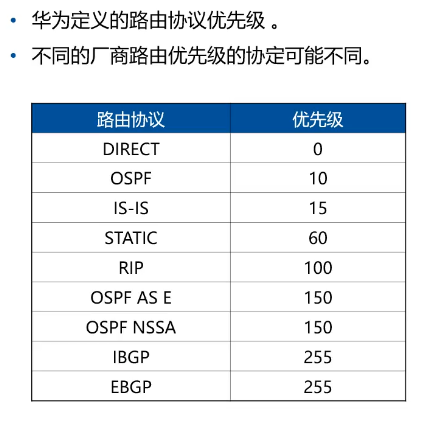 • 华为定义的路由协议优先级 。
• 不同的厂商路由优先级的协定可能不同。
路由协议 优先级
DIRECT 0
OSPF 10
IS-IS 15
STATIC 60
RIP 100
OSPF AS E 150
OSPF NSSA 150
IBGP 255
EBGP 255